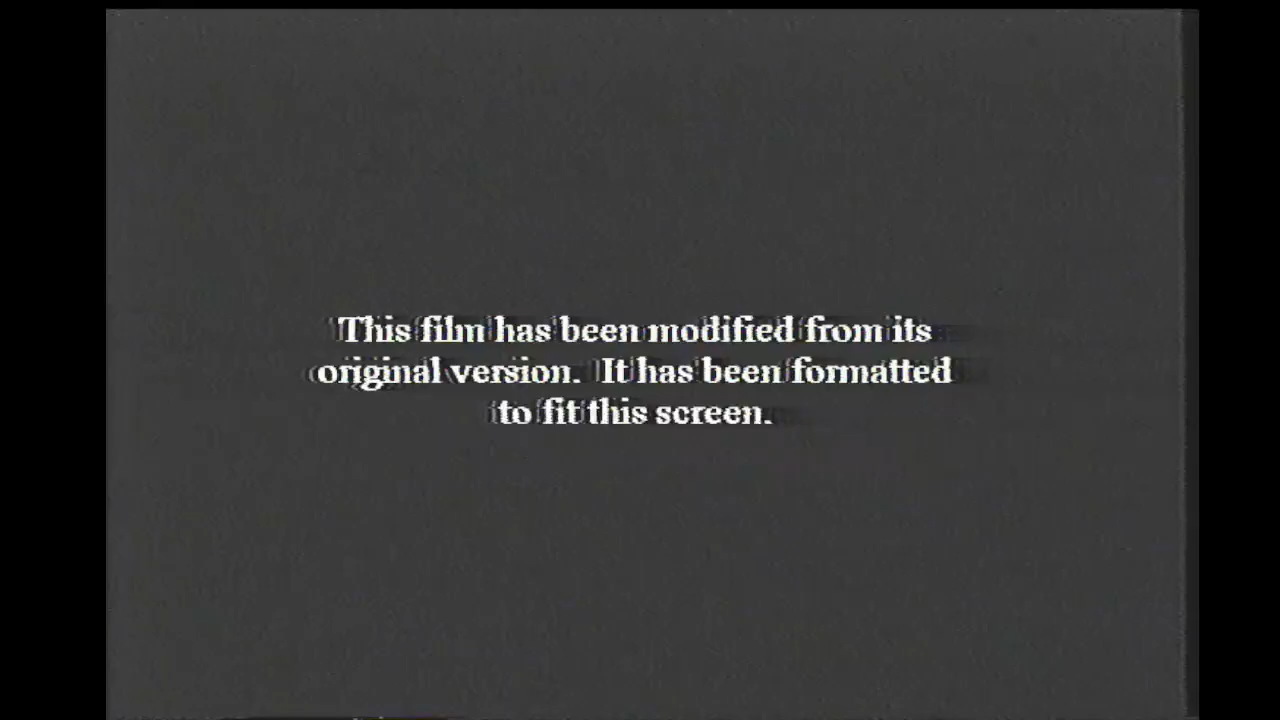 This film has been modified from its
original version.  It has been formatted
to fit this screen.